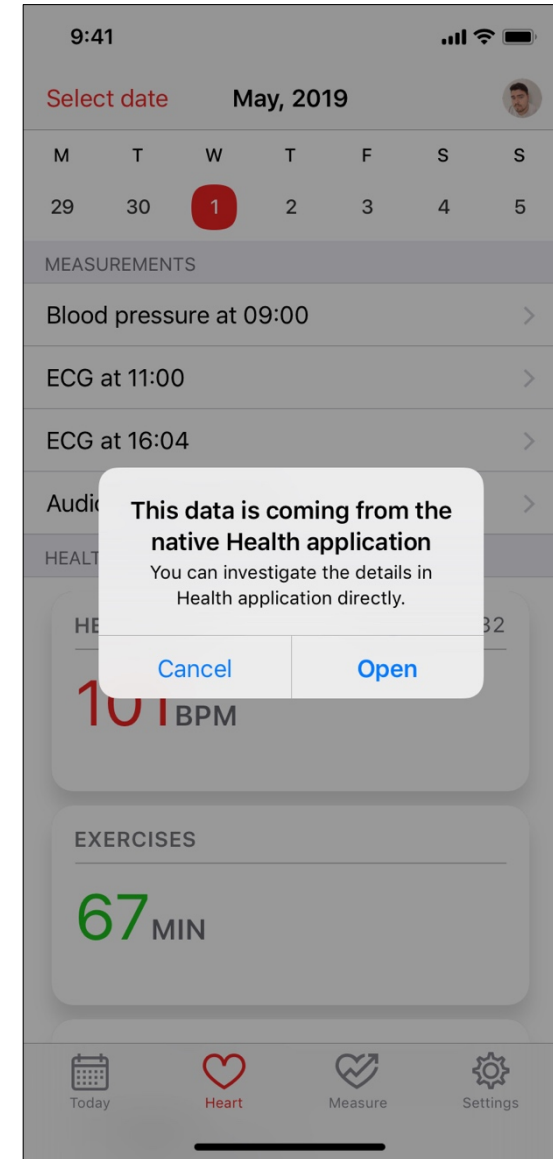 9:41
Select date May, 2019
M T W T F S S
29 30 1 2 3 4 5
MEASUREMENTS
Blood pressure at 09:00
ECG at 11:00
ECG at 16:04
This data is coming from the
native Health application
You can investigate the details in
Health application directly.
Cancel Open
101 BPM
EXERCISES
67 MIN
Today Heart Measure Settings